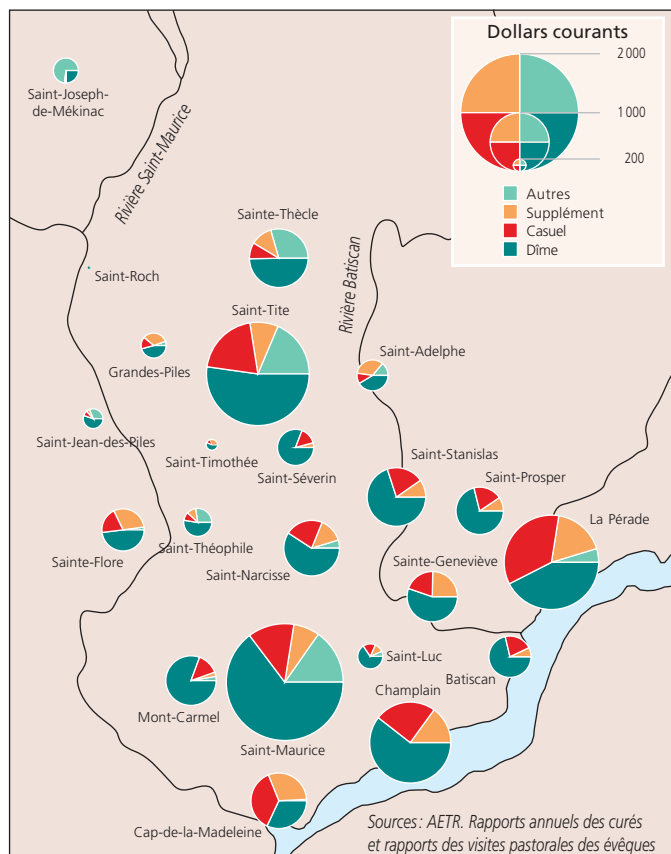 Dollars courants
2 000
1 000
200
Autres
Supplément
Casuel
Dîme
Saint-Joseph-
de-Mékinac
Rivière Saint-Maurice
Sainte-Thècle
Saint-Roch
Rivière Batiscan
Saint-Tite
Grandes-Piles
Saint-Adelphe
Saint-Jean-des-Piles
Saint-Timothée
Saint-Séverin
Saint-Stanislas
Saint-Prosper
La Pérade
Sainte-Flore
Saint-Théophile
Saint-Narcisse
Sainte-Geneviève
Saint-Luc
Batiscan
Mont-Carmel
Champlain
Saint-Maurice
Cap-de-la-Madeleine
Sources : AETR. Rapports annuels des curés
et rapports des visites pastorales des évêques